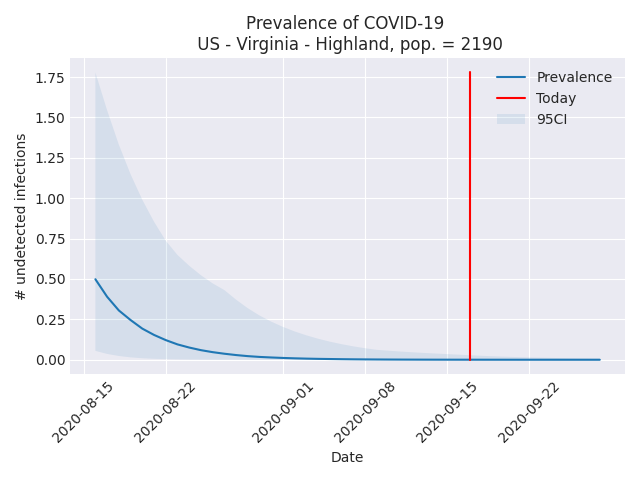 Prevalence of COVID-19
US - Virginia - Highland, pop. = 2190
Prevalence
Today
95CI
1.75
1.50
1.25
1.00
0.75
0.50
0.25
0.00
# undetected infections
2020-08-15
2020-08-22
2020-09-01
2020-09-08
2020-09-15
2020-09-22
Date